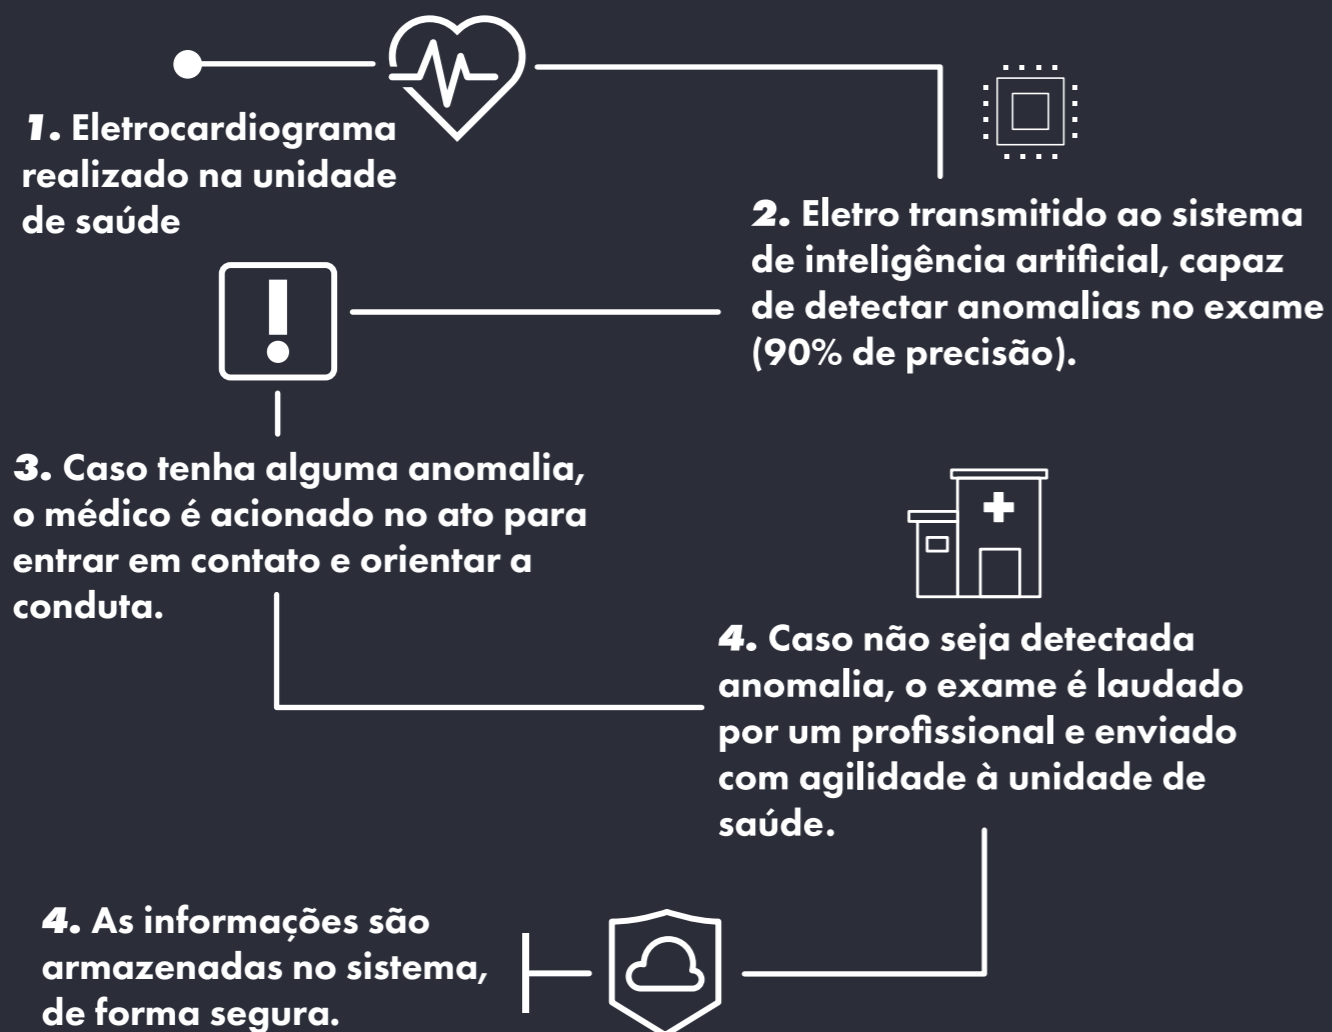 1. Eletrocardiograma
realizado na unidade
de saúde
2. Eletro transmitido ao sistema
de inteligência artificial, capaz
de detectar anomalias no exame
(90% de precisão).
3. Caso tenha alguma anomalia,
o médico é acionado no ato para
entrar em contato e orientar a
conduta.
4. Caso não seja detectada
anomalia, o exame é laudado
por um profissional e enviado
com agilidade à unidade de
saúde.
4. As informações são
armazenadas no sistema,
de forma segura.